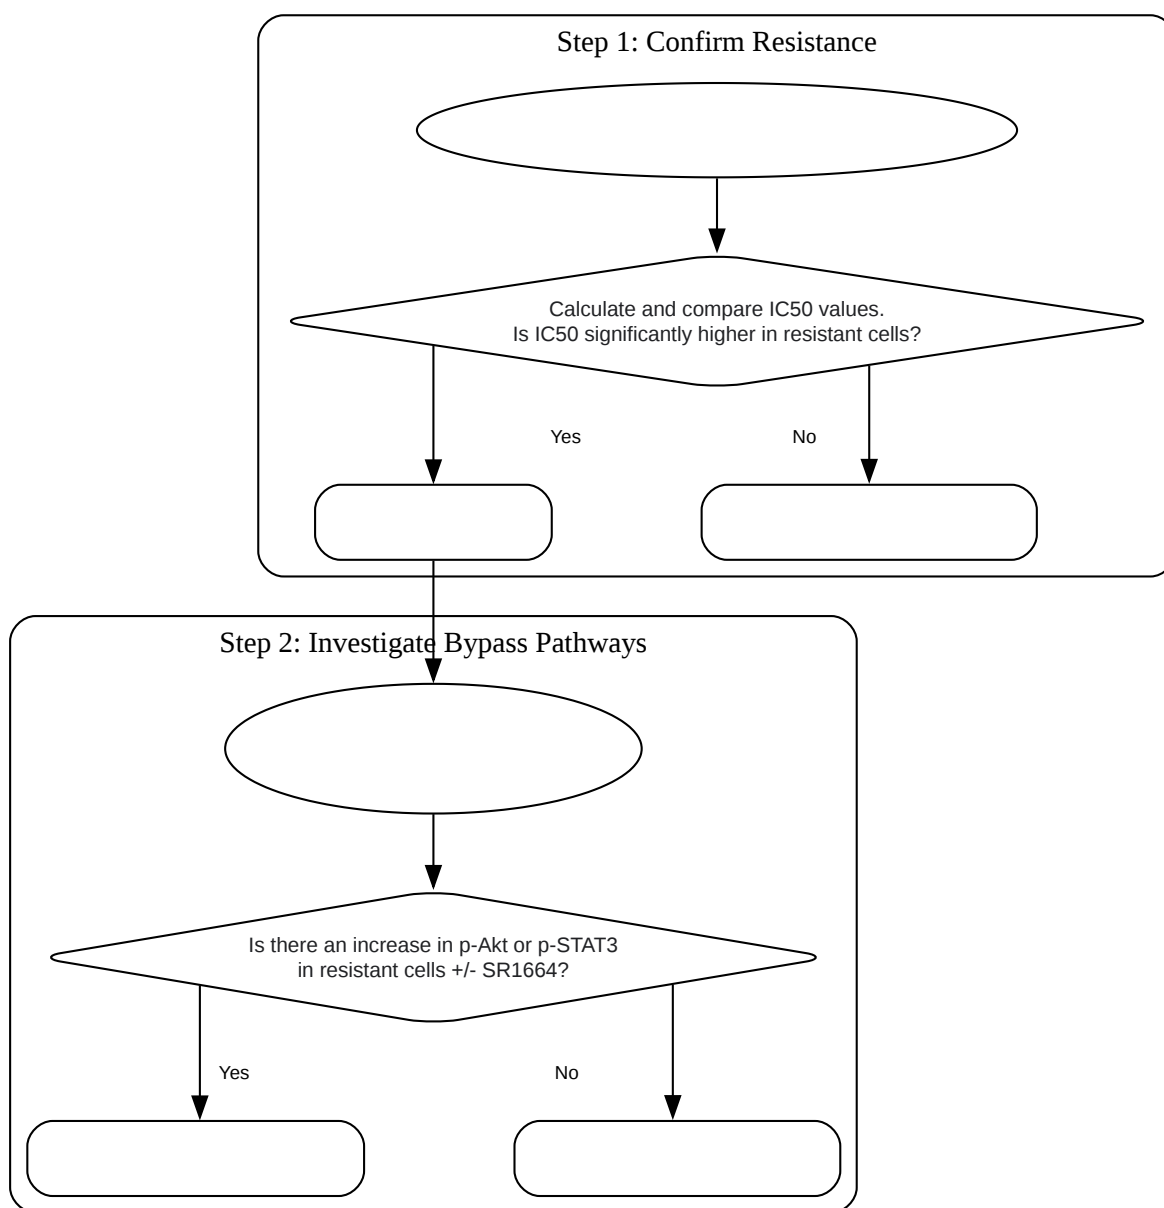 Step 1: Confirm Resistance
Calculate and compare IC50 values.
Is IC50 significantly higher in resistant cells?
Yes
No
Step 2: Investigate Bypass Pathways
Is there an increase in p-Akt or p-STAT3
in resistant cells +/- SR1664?
Yes
No